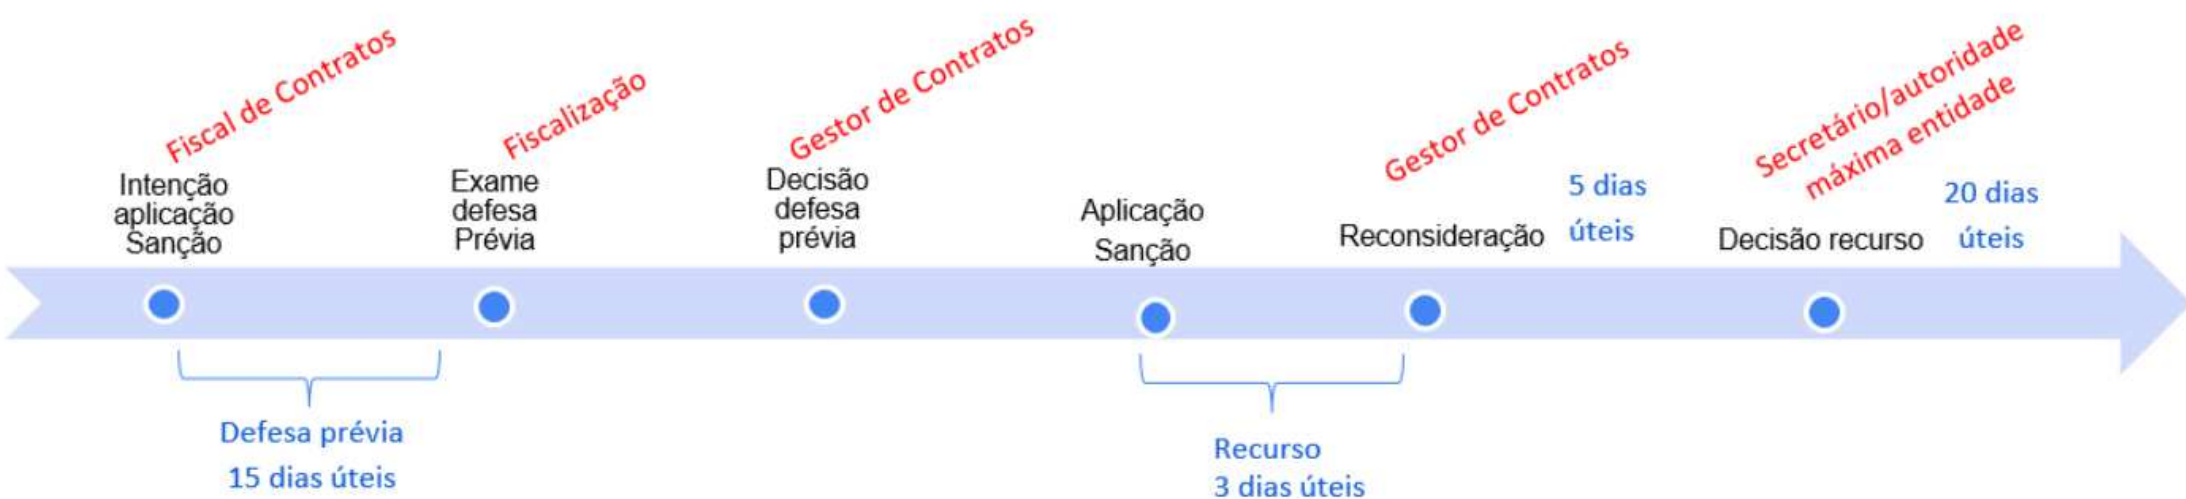 Fiscal de Contratos
Intenção
aplicação
Sanção
Fiscalização
Exame
defesa
Prévia
Gestor de Contratos
Decisão
defesa
prévia
Aplicação
Sanção
Gestor de Contratos
Reconsideração
5 dias
úteis
Secretário/autoridade
máxima entidade
Decisão recurso
20 dias
úteis
Defesa prévia
15 dias úteis
Recurso
3 dias úteis